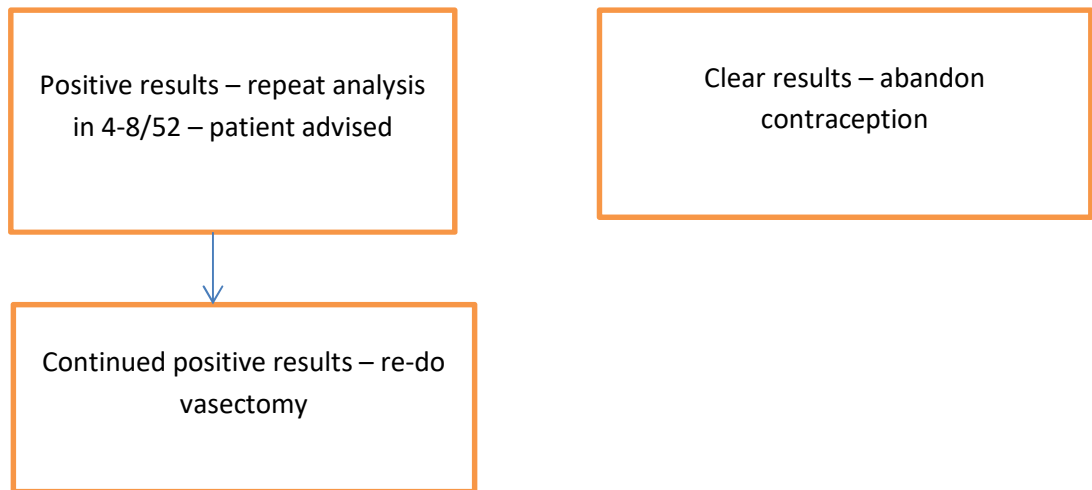 Positive results – repeat analysis
in 4-8/52 – patient advised
Clear results – abandon
contraception
Continued positive results – re-do
vasectomy